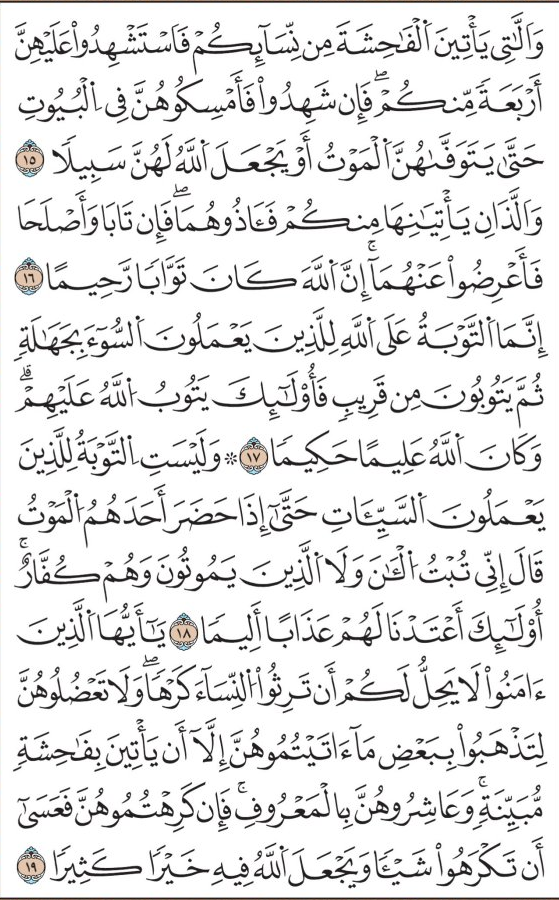 وَٱلَّٰتِي يَأۡتِينَ ٱلۡفَٰحِشَةَ مِن نِّسَآئِكُمۡ فَٱسۡتَشۡهِدُواْ عَلَيۡهِنَّ
أَرۡبَعَةٗ مِّنكُمۡۖ فَإِن شَهِدُواْ فَأَمۡسِكُوهُنَّ فِي ٱلۡبُيُوتِ
حَتَّىٰ يَتَوَفَّىٰهُنَّ ٱلۡمَوۡتُ أَوۡ يَجۡعَلَ ٱللَّهُ لَهُنَّ سَبِيلٗا ١٥
وَٱلَّذَانِ يَأۡتِيَٰنِهَا مِنكُمۡ فَـَٔاذُوهُمَاۖ فَإِن تَابَا وَأَصۡلَحَا
فَأَعۡرِضُواْ عَنۡهُمَآۗ إِنَّ ٱللَّهَ كَانَ تَوَّابٗا رَّحِيمًا ١٦
إِنَّمَا ٱلتَّوۡبَةُ عَلَى ٱللَّهِ لِلَّذِينَ يَعۡمَلُونَ ٱلسُّوٓءَ بِجَهَٰلَةٖ
ثُمَّ يَتُوبُونَ مِن قَرِيبٖ فَأُوْلَٰٓئِكَ يَتُوبُ ٱللَّهُ عَلَيۡهِمۡۗ
وَكَانَ ٱللَّهُ عَلِيمًا حَكِيمٗا ١٧ ۞ وَلَيۡسَتِ ٱلتَّوۡبَةُ لِلَّذِينَ
يَعۡمَلُونَ ٱلسَّيِّـَٔاتِ حَتَّىٰٓ إِذَا حَضَرَ أَحَدَهُمُ ٱلۡمَوۡتُ
قَالَ إِنِّي تُبۡتُ ٱلۡـَٰٔنَ وَلَا ٱلَّذِينَ يَمُوتُونَ وَهُمۡ كُفَّارٌۚ
أُوْلَٰٓئِكَ أَعۡتَدۡنَا لَهُمۡ عَذَابًا أَلِيمٗا ١٨ يَٰٓأَيُّهَا ٱلَّذِينَ
ءَامَنُواْ لَا يَحِلُّ لَكُمۡ أَن تَرِثُواْ ٱلنِّسَآءَ كَرۡهٗاۖ وَلَا تَعۡضُلُوهُنَّ
لِتَذۡهَبُواْ بِبَعۡضِ مَآ ءَاتَيۡتُمُوهُنَّ إِلَّآ أَن يَأۡتِينَ بِفَٰحِشَةٖ
مُّبَيِّنَةٖۚ وَعَاشِرُوهُنَّ بِٱلۡمَعۡرُوفِۚ فَإِن كَرِهۡتُمُوهُنَّ فَعَسَىٰٓ
أَن تَكۡرَهُواْ شَيۡـٔٗا وَيَجۡعَلَ ٱللَّهُ فِيهِ خَيۡرٗا كَثِيرٗا ١٩